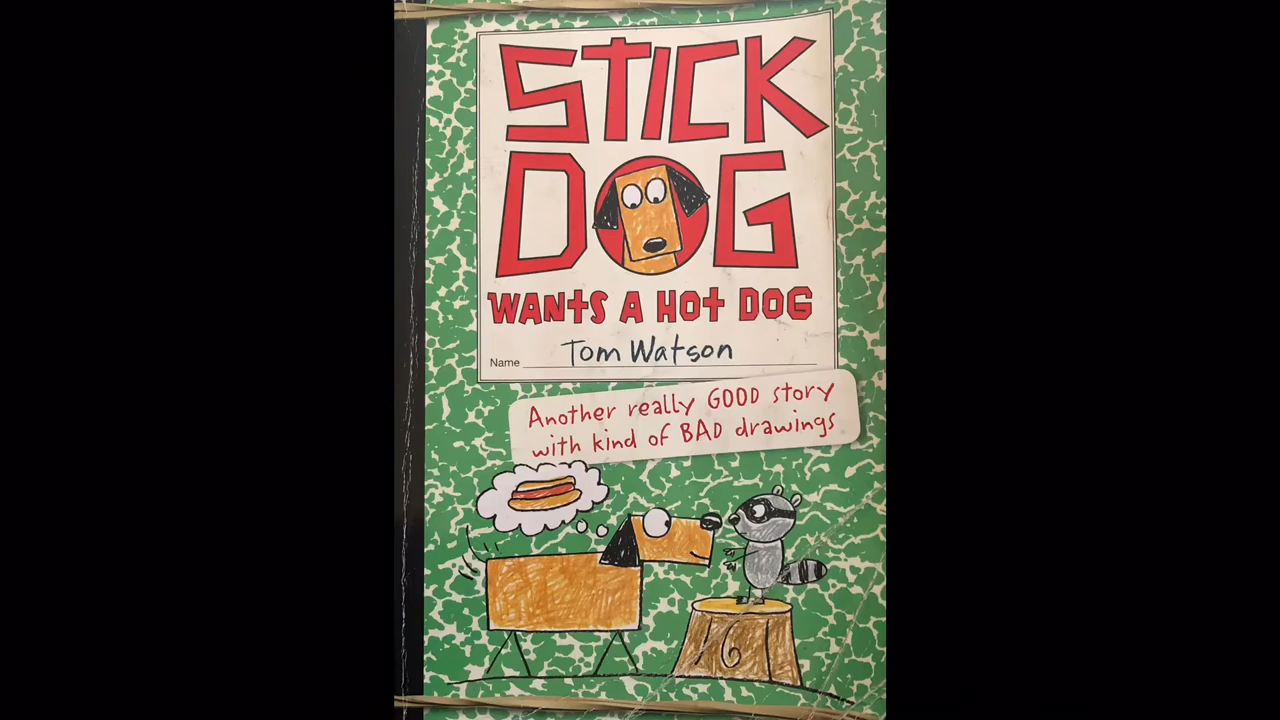 STICK
DOG
WANTS A HOT DOG
Name Tom Watson
Another really GOOD story
with kind of BAD drawings